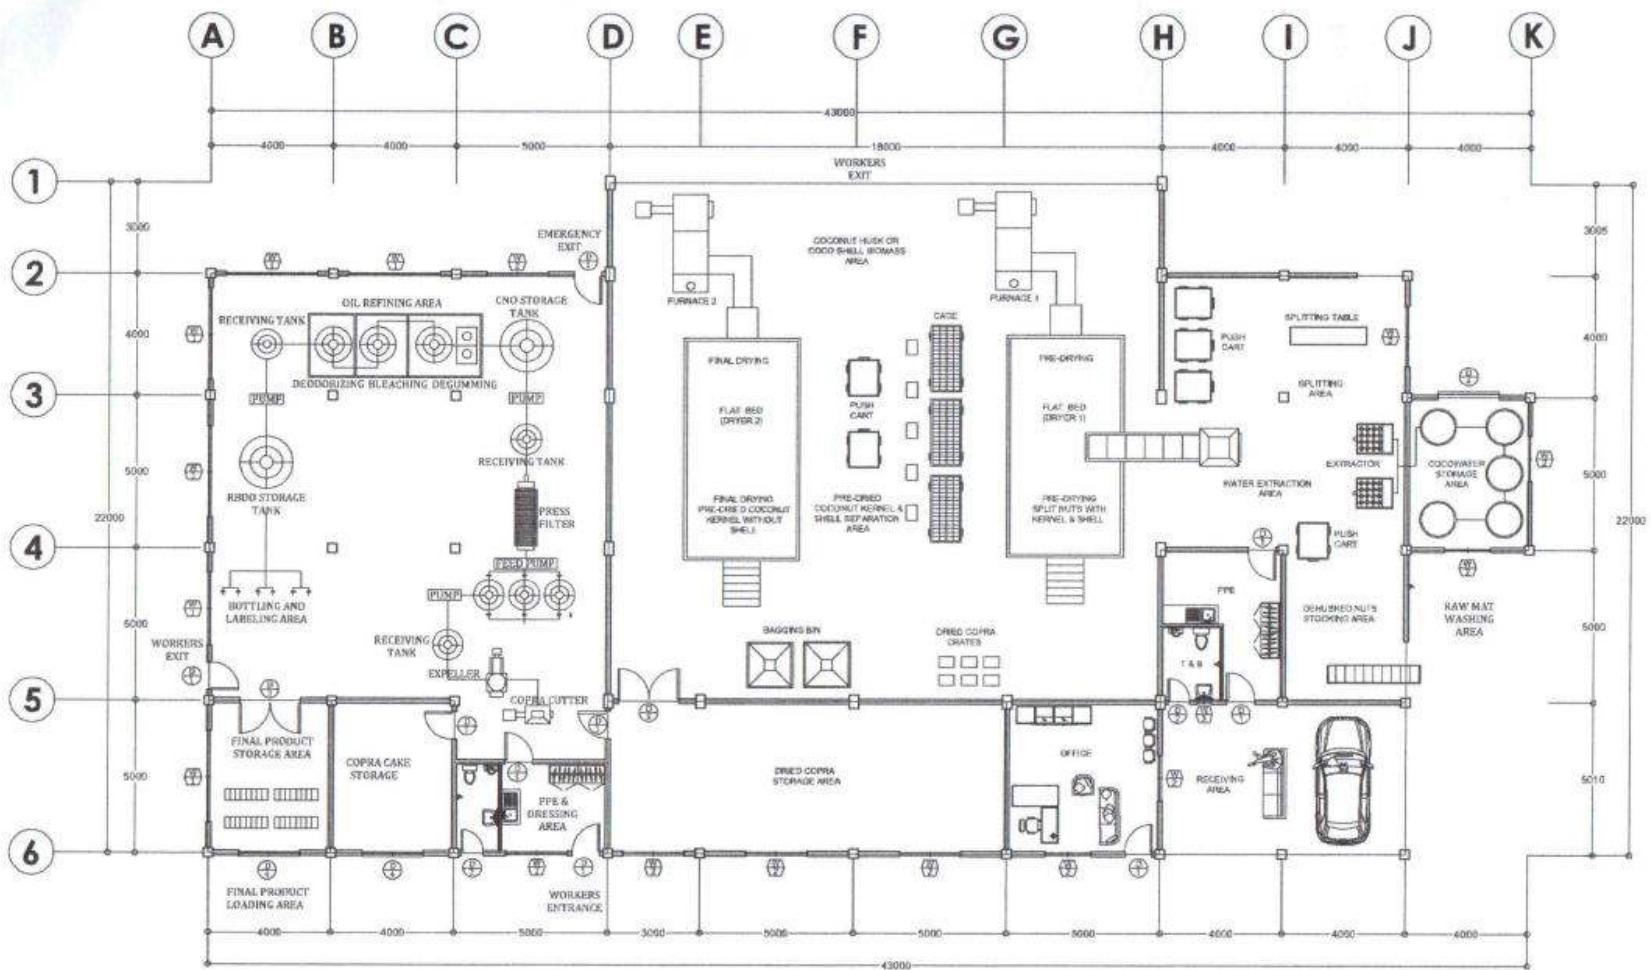 A B C D E F G H I J K
43000
4000 4000 5000 18000 4000 4000 4000
WORKERS
EXIT
1
2
3
4
5
6
3000
4000
5000
5000
5000
22000
3005
4000
5000
5000
5010
22000
EMERGENCY
EXIT
OIL REFINING AREA
CNO STORAGE
TANK
RECEIVING TANK
DEODORIZING BLEACHING DEGUMMING
PUMP
PUMP
RECEIVING TANK
RBDO STORAGE
TANK
PRESS
FILTER
FEED PUMP
PUMP
BOTTLING AND
LABELING AREA
RECEIVING
TANK
EXPELLER
COPRA CUTTER
WORKERS
EXIT
FINAL PRODUCT
STORAGE AREA
COPRA CAKE
STORAGE
PPE &
DRESSING
AREA
FINAL PRODUCT
LOADING AREA
WORKERS
ENTRANCE
COCONUT HUSK OR
COCO SHELL BIOMASS
AREA
FURNACE 2
FURNACE 1
FINAL DRYING
FLAT BED
(DRYER 2)
FINAL DRYING
PRE-DRIED COCONUT
KERNEL WITHOUT
SHELL
CAGE
PUSH
CART
PRE-DRIED
COCONUT KERNEL &
SHELL SEPARATION
AREA
PRE-DRYING
FLAT BED
(DRYER 1)
PRE-DRYING
SPLIT NUTS WITH
KERNEL & SHELL
BAGGING BIN
DRIED COPRA
CRATES
DRIED COPRA
STORAGE AREA
OFFICE
PUSH
CART
SPLITTING TABLE
SPLITTING
AREA
EXTRACTOR
WATER EXTRACTION
AREA
COCOWATER
STORAGE
AREA
PUSH
CART
PPE
T & B
DEHUSKED NUTS
STOCKING AREA
RAW MAT
WASHING
AREA
RECEIVING
AREA
4000 4000 5000 3000 5000 5000 5000 4000 4000 4000
43000